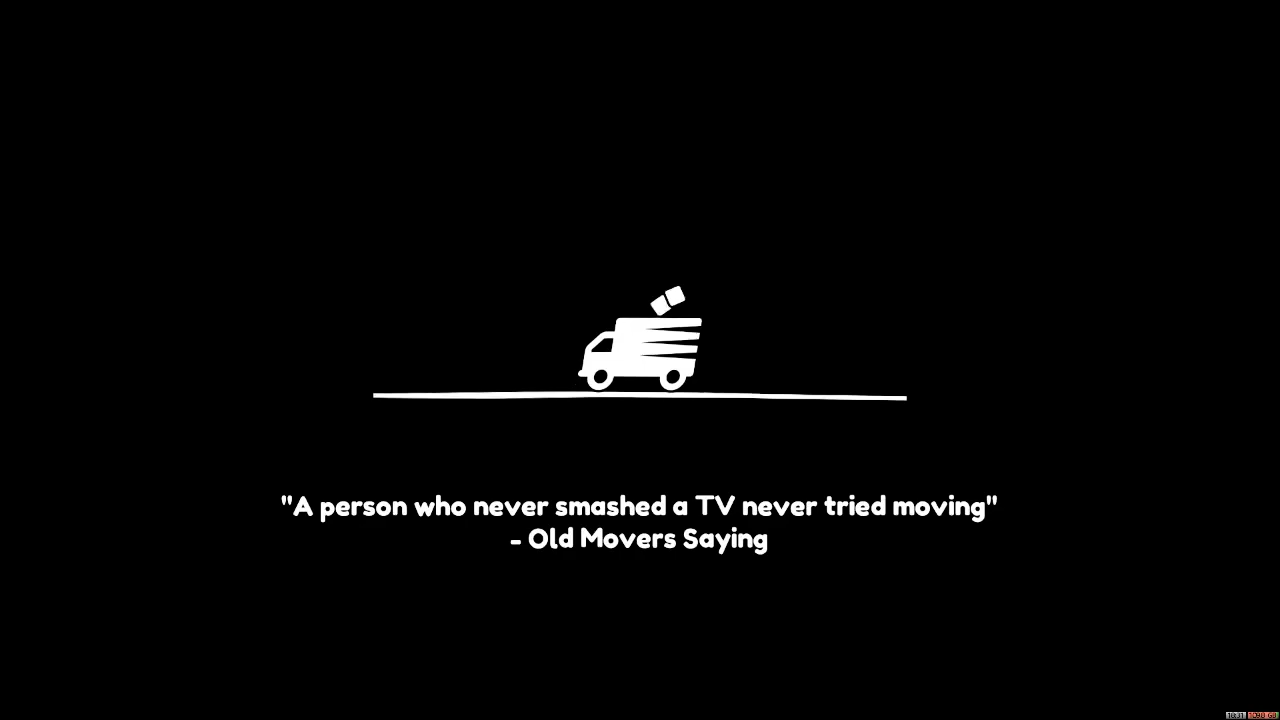 "A person who never smashed a TV never tried moving"
- Old Movers Saying